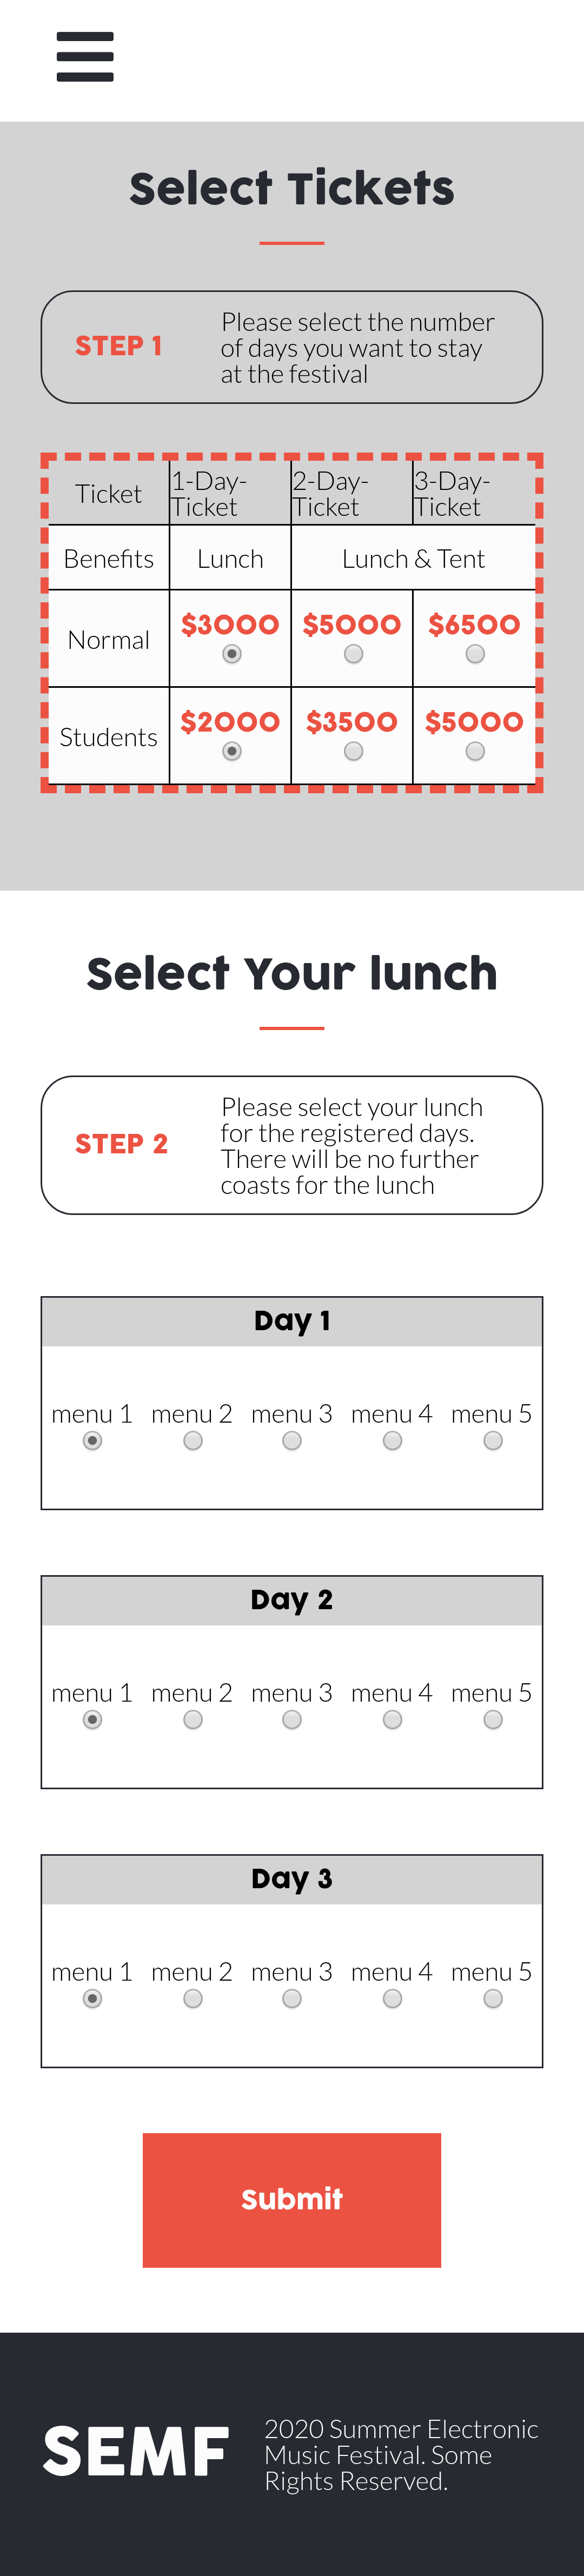 Select Tickets
STEP 1
Please select the number
of days you want to stay
at the festival
Ticket
1-Day-
Ticket
2-Day-
Ticket
3-Day-
Ticket
Benefits
Lunch
Lunch & Tent
Normal
$3000
$5000
$6500
Students
$2000
$3500
$5000
Select Your lunch
STEP 2
Please select your lunch
for the registered days.
There will be no further
coasts for the lunch
Day 1
menu 1 menu 2 menu 3 menu 4 menu 5
Day 2
menu 1 menu 2 menu 3 menu 4 menu 5
Day 3
menu 1 menu 2 menu 3 menu 4 menu 5
Submit
SEMF
2020 Summer Electronic
Music Festival. Some
Rights Reserved.